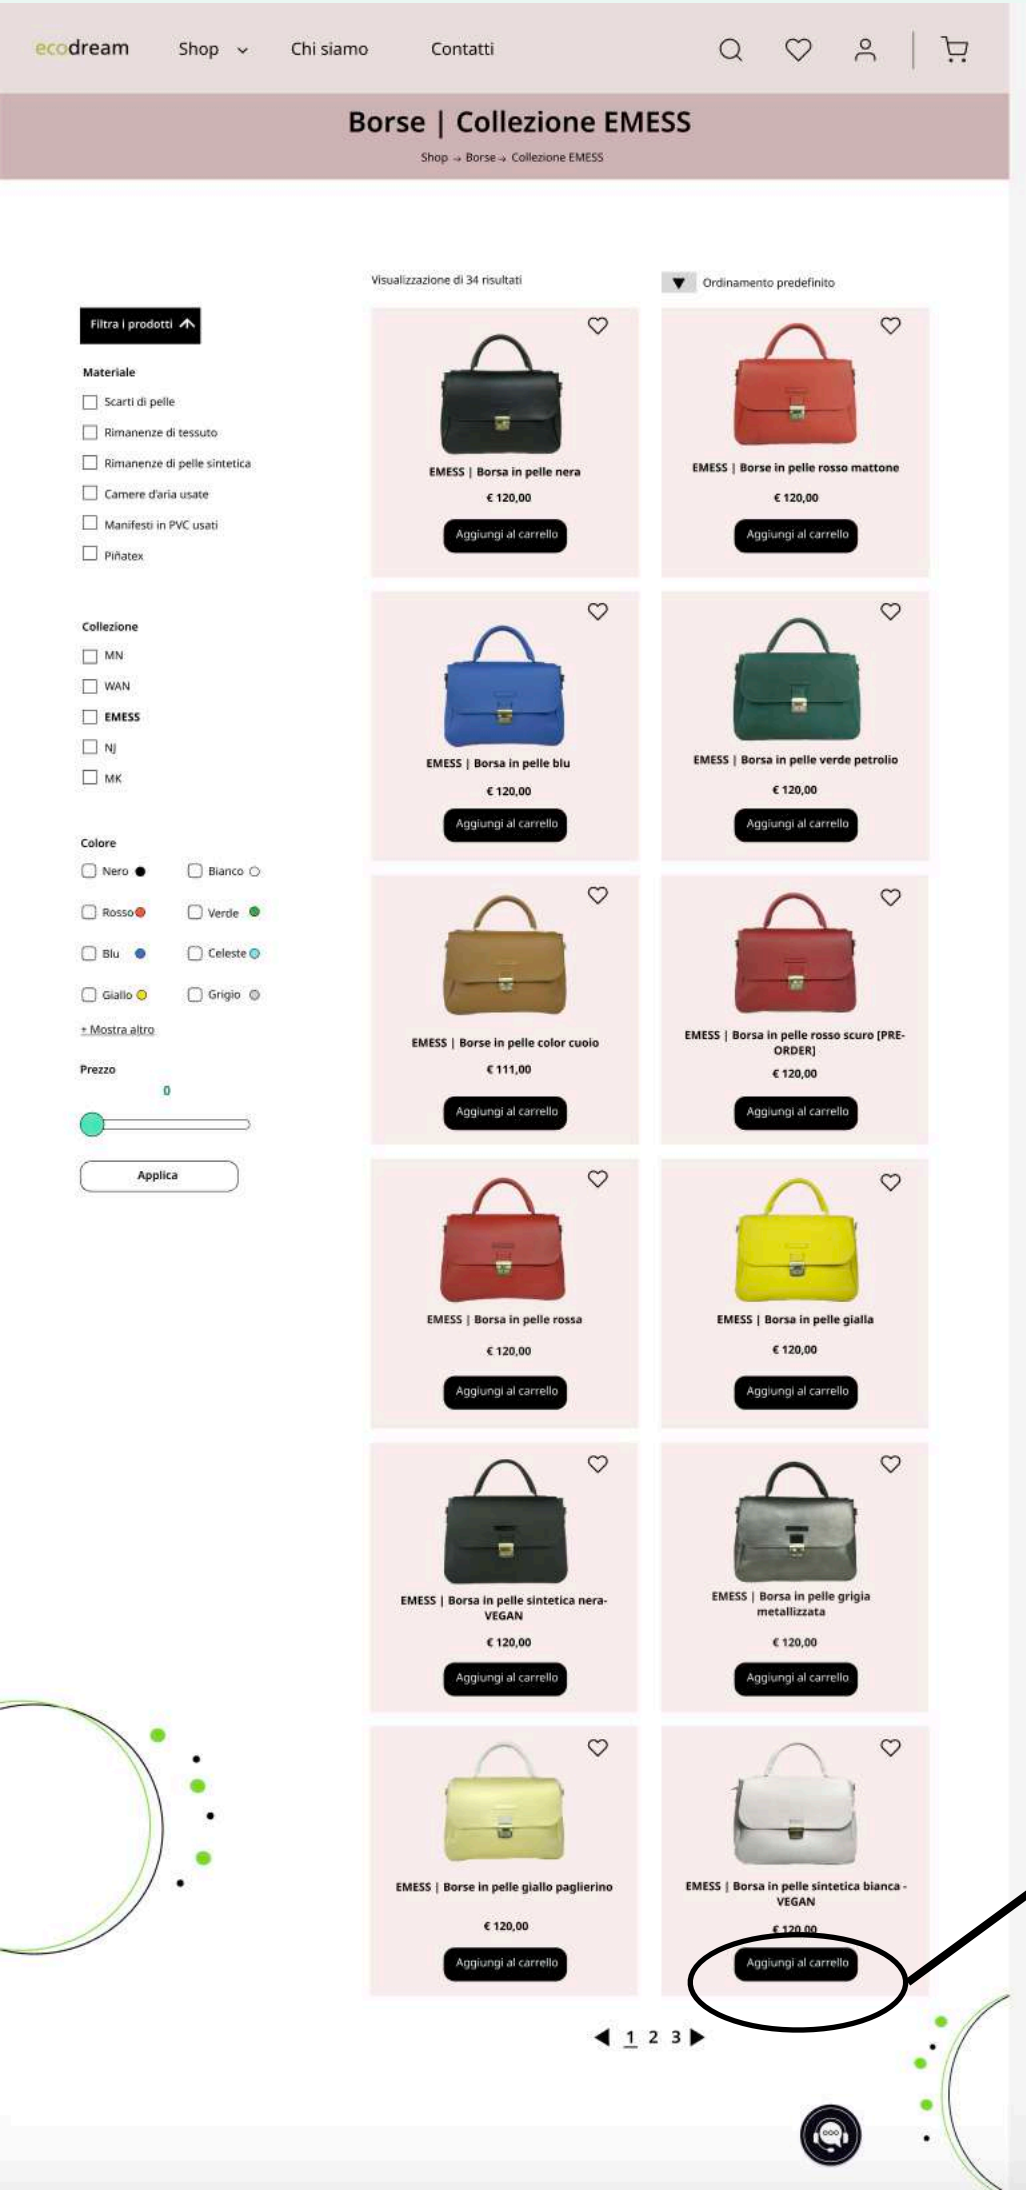 ecodream Shop Chi siamo Contatti
Borse | Collezione EMESS
Shop → Borse → Collezione EMESS
Visualizzazione di 34 risultati
▼ Ordinamento predefinito
Filtra i prodotti
Materiale
Scarti di pelle
Rimanenze di tessuto
Rimanenze di pelle sintetica
Camere d'aria usate
Manifesti in PVC usati
Piñatex
Collezione
MN
WAN
EMESS
NJ
MK
Colore
Nero Bianco
Rosso Verde
Blu Celeste
Giallo Grigio
+ Mostra altro
Prezzo
0
Applica
EMESS | Borsa in pelle nera
€ 120,00
Aggiungi al carrello
EMESS | Borse in pelle rosso mattone
€ 120,00
Aggiungi al carrello
EMESS | Borsa in pelle blu
€ 120,00
Aggiungi al carrello
EMESS | Borsa in pelle verde petrolio
€ 120,00
Aggiungi al carrello
EMESS | Borse in pelle color cuoio
€ 111,00
Aggiungi al carrello
EMESS | Borsa in pelle rosso scuro [PRE-
ORDER]
€ 120,00
Aggiungi al carrello
EMESS | Borsa in pelle rossa
€ 120,00
Aggiungi al carrello
EMESS | Borsa in pelle gialla
€ 120,00
Aggiungi al carrello
EMESS | Borsa in pelle sintetica nera-
VEGAN
€ 120,00
Aggiungi al carrello
EMESS | Borsa in pelle grigia
metallizzata
€ 120,00
Aggiungi al carrello
EMESS | Borse in pelle giallo paglierino
€ 120,00
Aggiungi al carrello
EMESS | Borsa in pelle sintetica bianca -
VEGAN
€ 120,00
Aggiungi al carrello
◀ 1 2 3 ▶